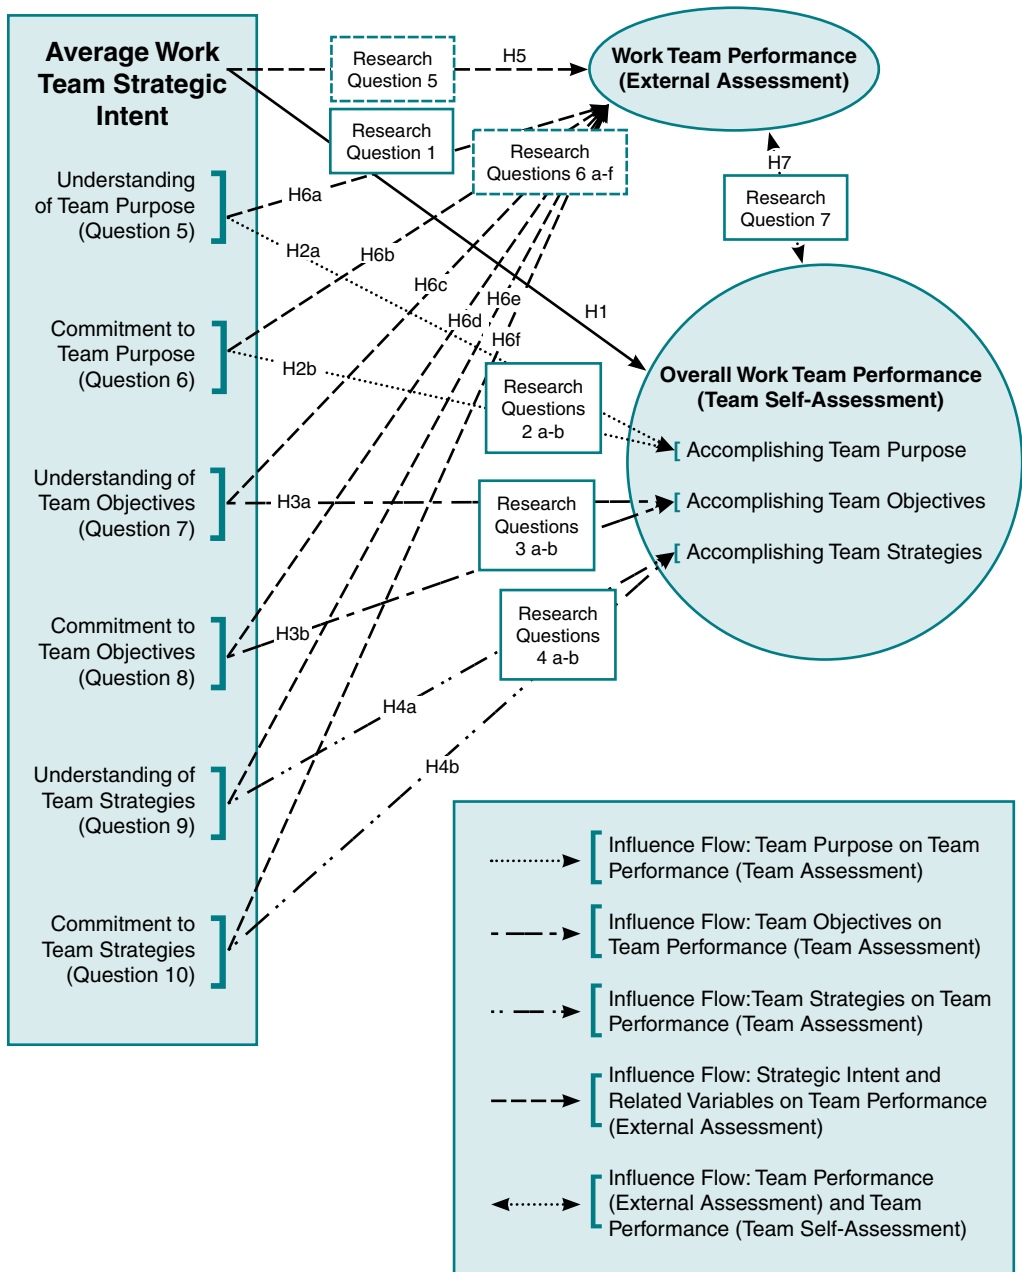 Average Work
Team Strategic
Intent
Understanding
of Team Purpose
(Question 5)
Commitment to
Team Purpose
(Question 6)
Understanding of
Team Objectives
(Question 7)
Commitment to
Team Objectives
(Question 8)
Understanding of
Team Strategies
(Question 9)
Commitment to
Team Strategies
(Question 10)
Research
Question 5
H5
Research
Question 1
Research
Questions 6 a-f
H6a
H2a
H6b
H6c
H6e
H6d
H6f
H2b
H1
Research
Questions
2 a-b
H3a
Research
Questions
3 a-b
H3b
Research
Questions
4 a-b
H4a
H4b
Work Team Performance
(External Assessment)
H7
Research
Question 7
Overall Work Team Performance
(Team Self-Assessment)
[ Accomplishing Team Purpose
[ Accomplishing Team Objectives
[ Accomplishing Team Strategies
Influence Flow: Team Purpose on Team
Performance (Team Assessment)
Influence Flow: Team Objectives on
Team Performance (Team Assessment)
Influence Flow:Team Strategies on Team
Performance (Team Assessment)
Influence Flow: Strategic Intent and
Related Variables on Team Performance
(External Assessment)
Influence Flow: Team Performance
(External Assessment) and Team
Performance (Team Self-Assessment)